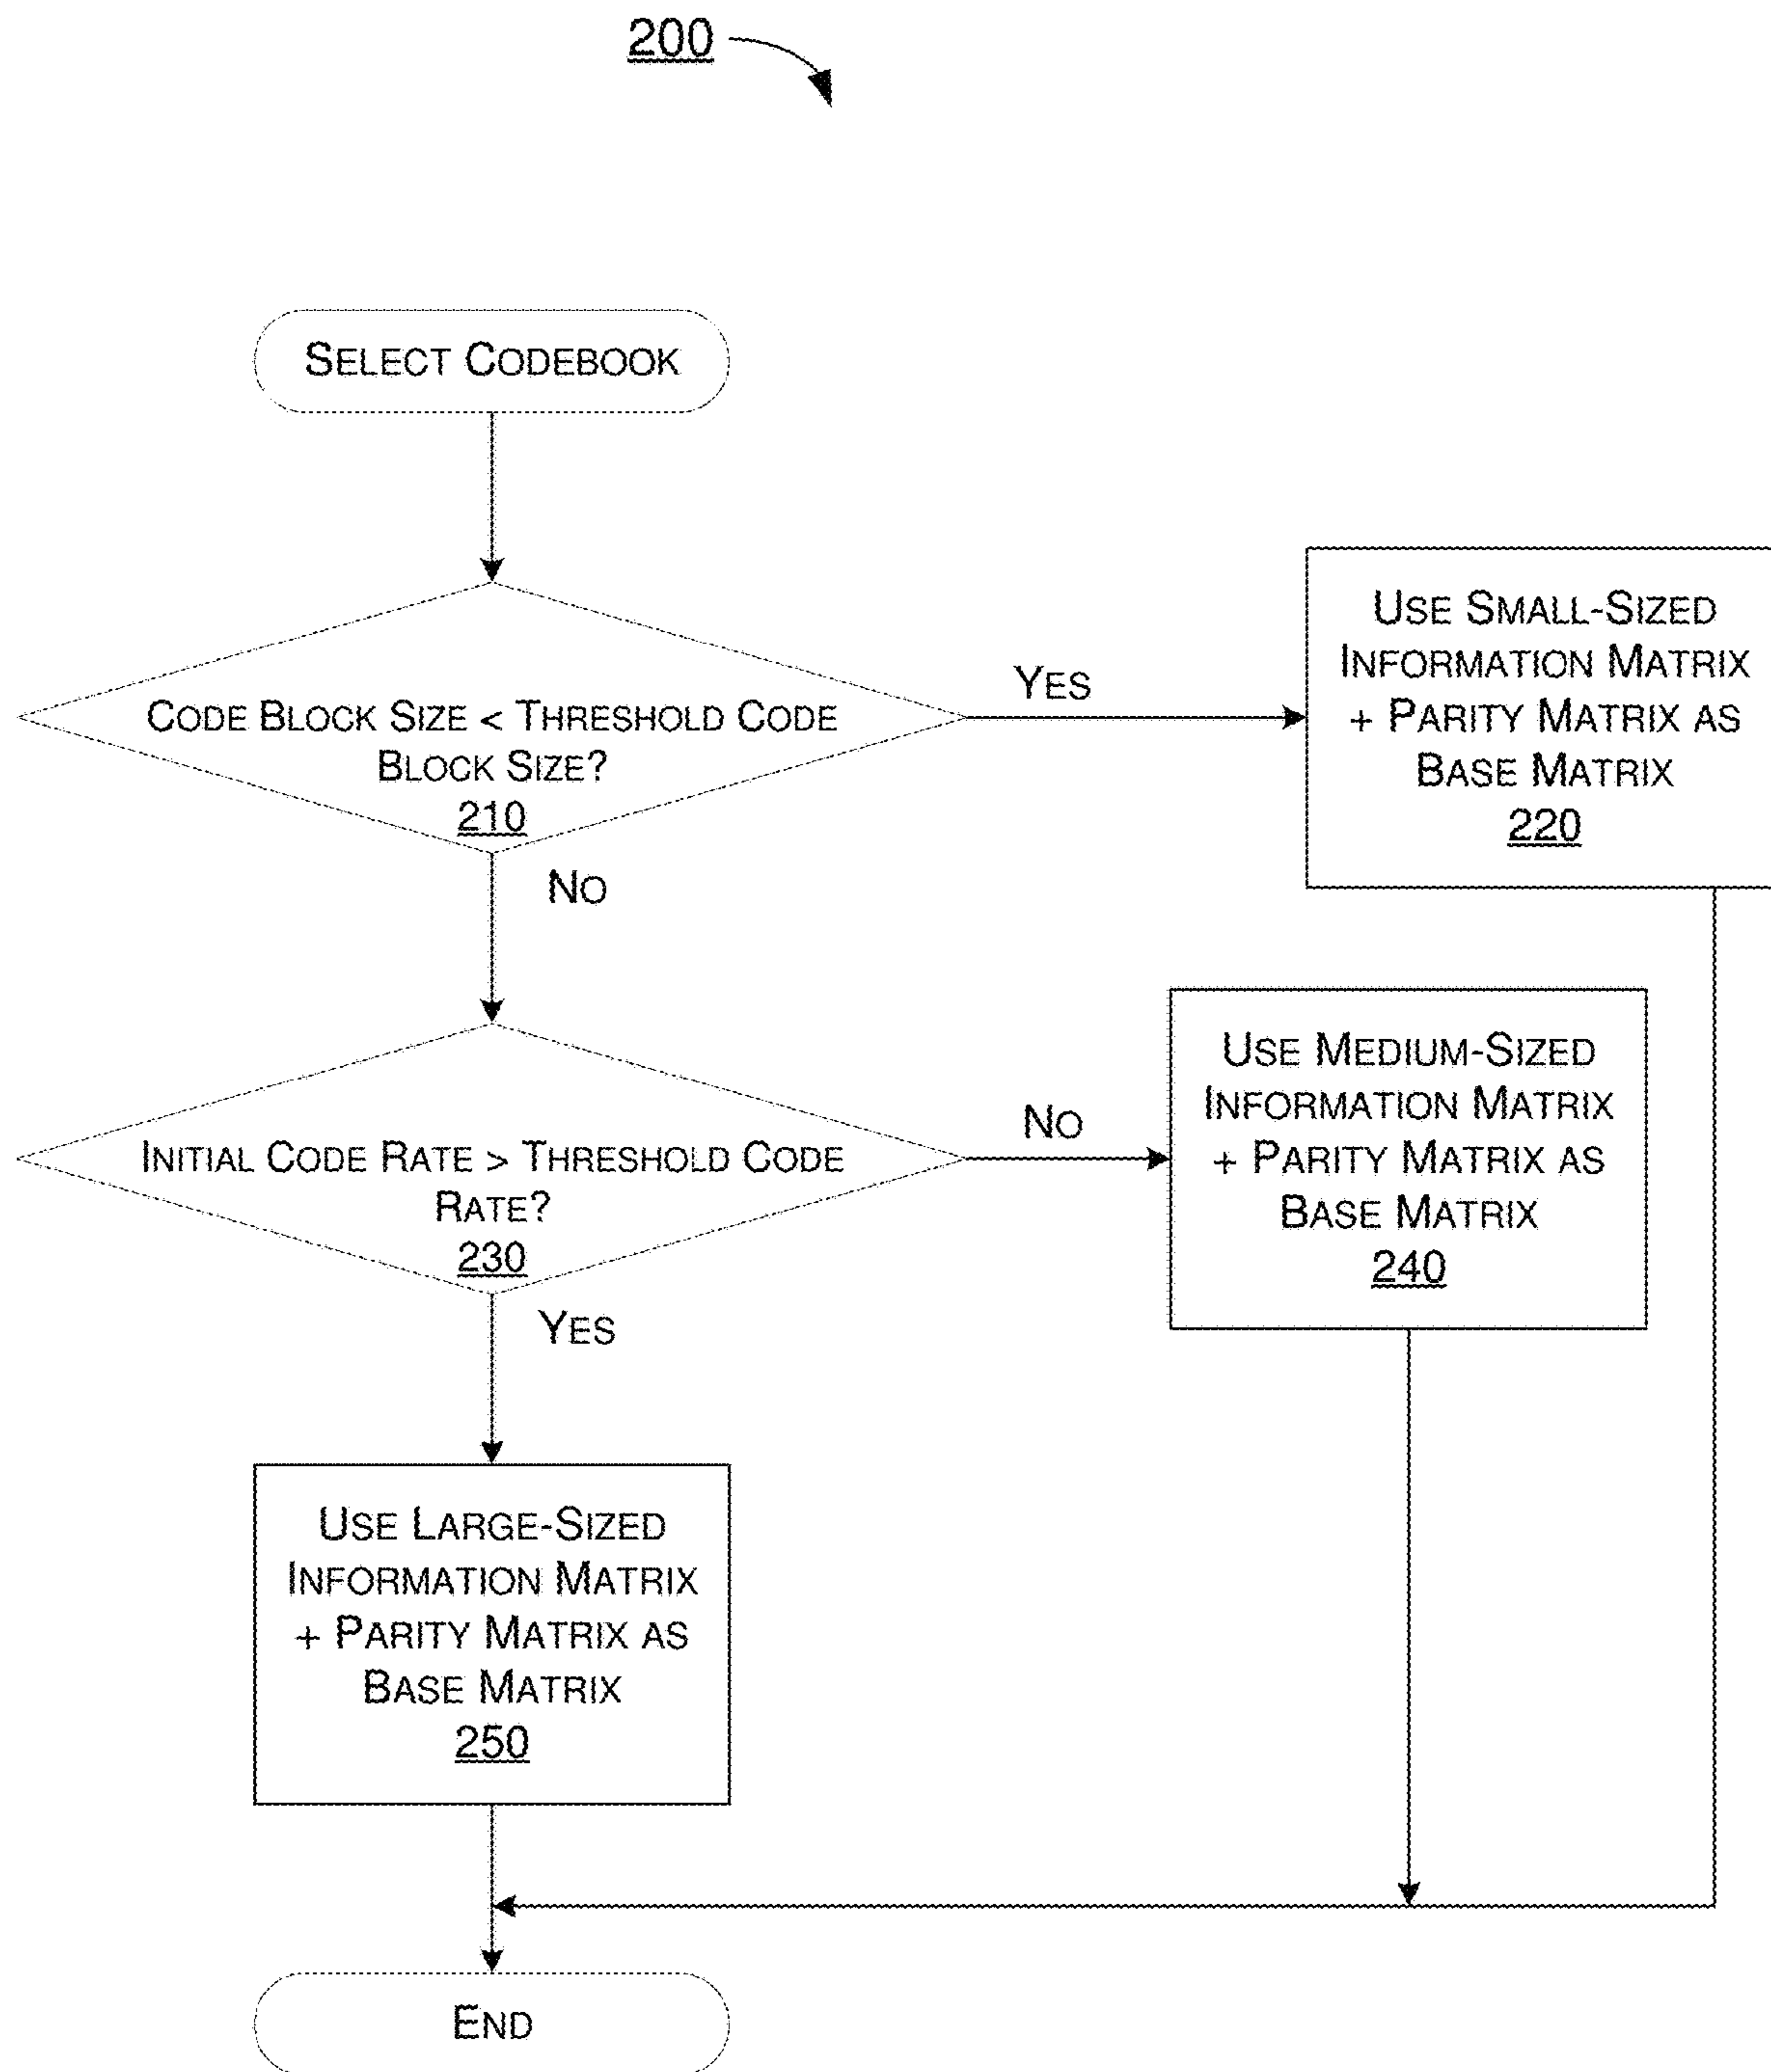 200
SELECT CODEBOOK
CODE BLOCK SIZE < THRESHOLD CODE
BLOCK SIZE?
210
YES
USE SMALL-SIZED
INFORMATION MATRIX
+ PARITY MATRIX AS
BASE MATRIX
220
NO
INITIAL CODE RATE > THRESHOLD CODE
RATE?
230
NO
USE MEDIUM-SIZED
INFORMATION MATRIX
+ PARITY MATRIX AS
BASE MATRIX
240
YES
USE LARGE-SIZED
INFORMATION MATRIX
+ PARITY MATRIX AS
BASE MATRIX
250
END